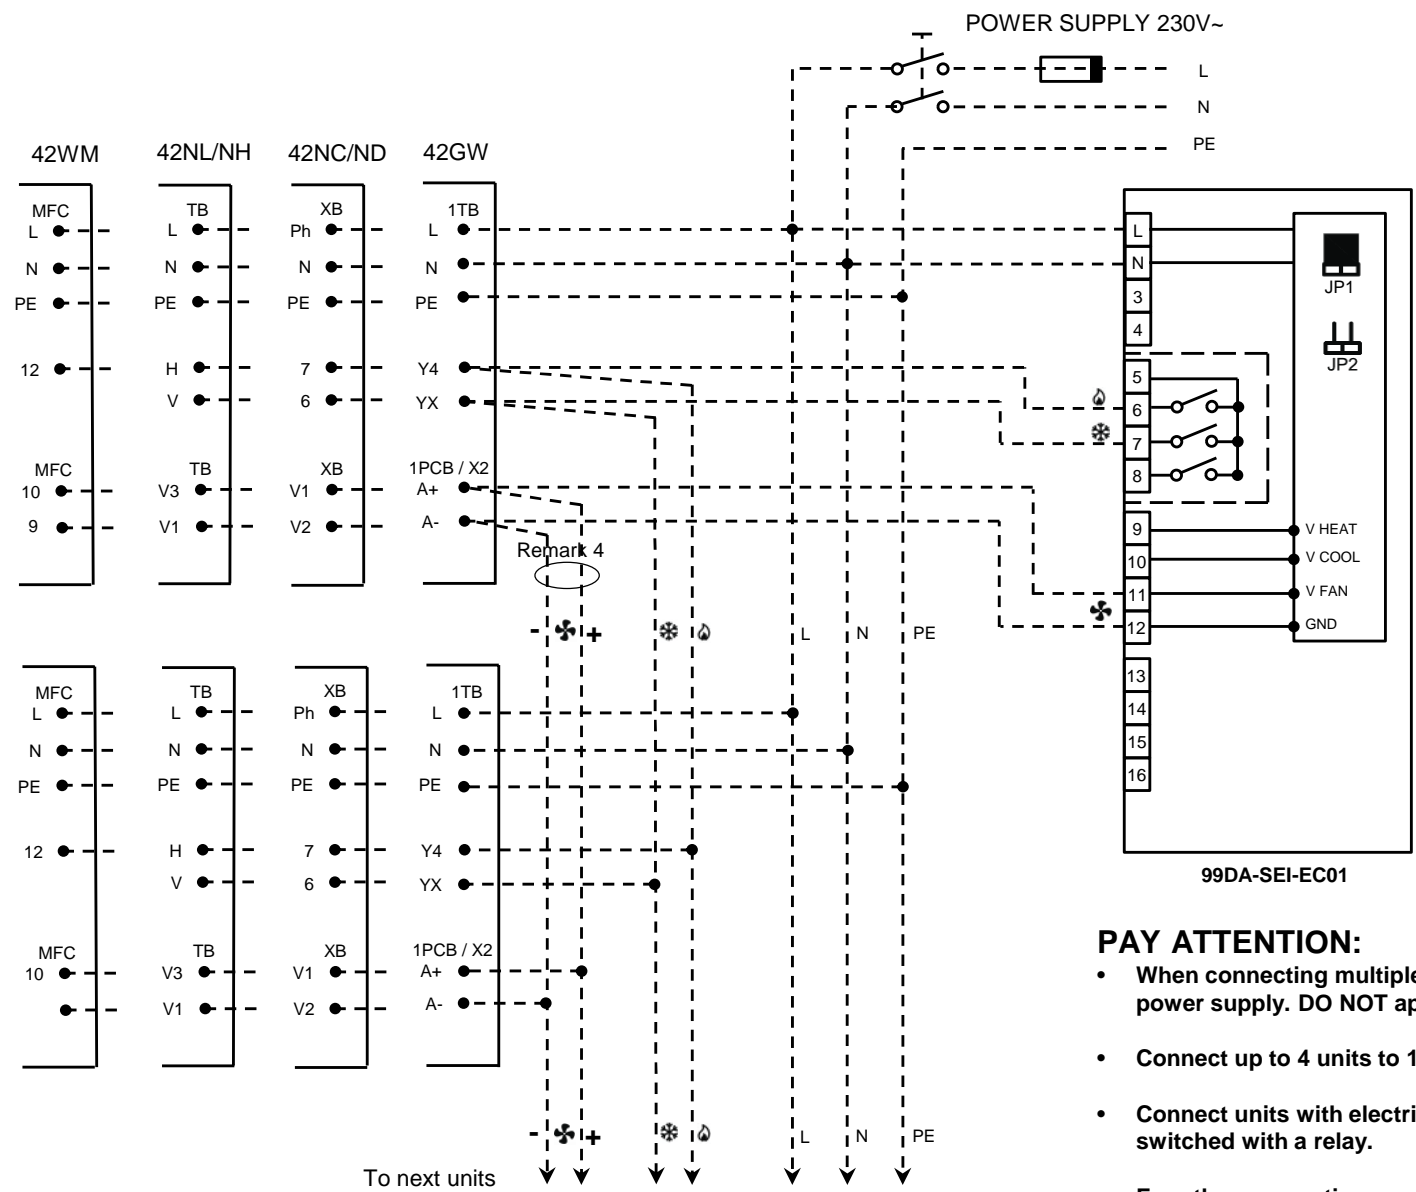 POWER SUPPLY 230V~
L
N
PE
42WM 42NL/NH 42NC/ND 42GW
MFC TB XB 1TB
L L Ph L L
N N N N N
PE PE PE PE 3
4
JP1
JP2
12 H 7 Y4 5
V 6 YX 6
7
8
MFC TB XB 1PCB / X2
10 V3 V1 A+
9 V1 V2 A-
9 V HEAT
10 V COOL
11 V FAN
12 GND
Remark 4
- + L N PE
13
14
15
16
MFC TB XB 1TB
L L Ph L
N N N N
PE PE PE PE
12 H 7 Y4
V 6 YX
MFC TB XB 1PCB / X2
10 V3 V1 A+
V1 V2 A-
- + L N PE
To next units
99DA-SEI-EC01
PAY ATTENTION:
• When connecting multiple
power supply. DO NOT ap
• Connect up to 4 units to 1
• Connect units with electri
switched with a relay.